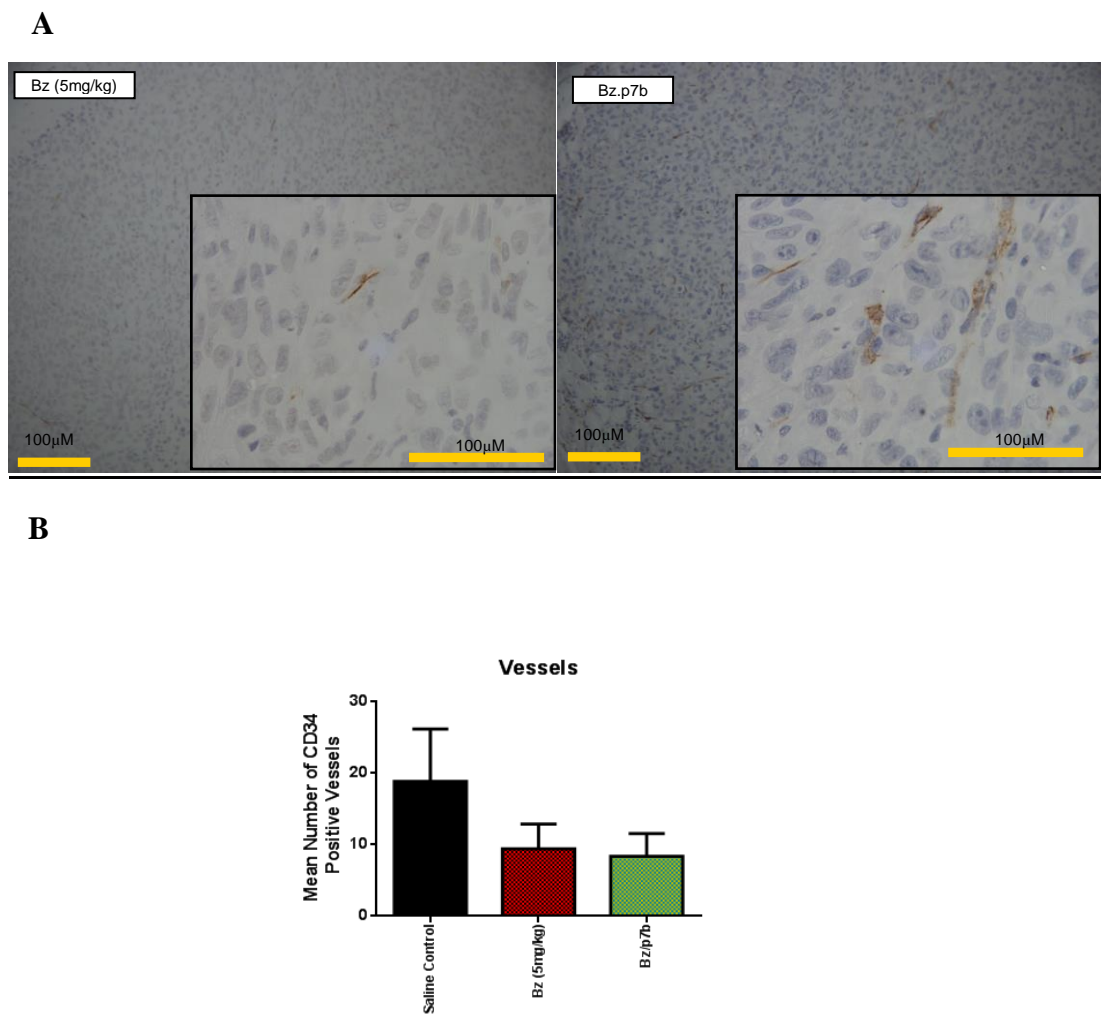 A
Bz (5mg/kg)
Bz.p7b
100μM
100μM
100μM
100μM
B
Vessels
Mean Number of CD34
Positive Vessels
30
20
10
0
Saline Control
Bz (5mg/kg)
Bz/p7b